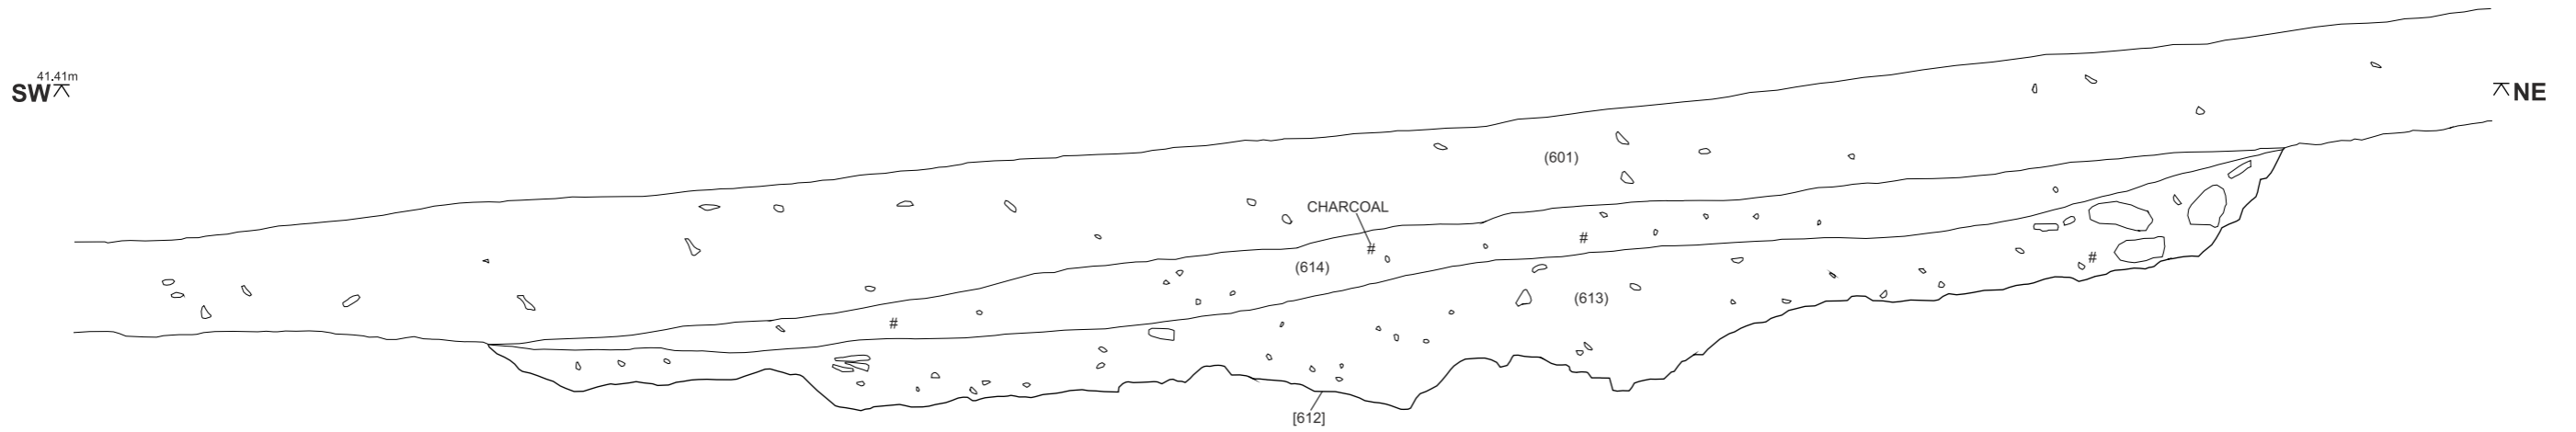 41.41m
SW
NE
(601)
CHARCOAL
#
#
(614)
#
#
(613)
[612]